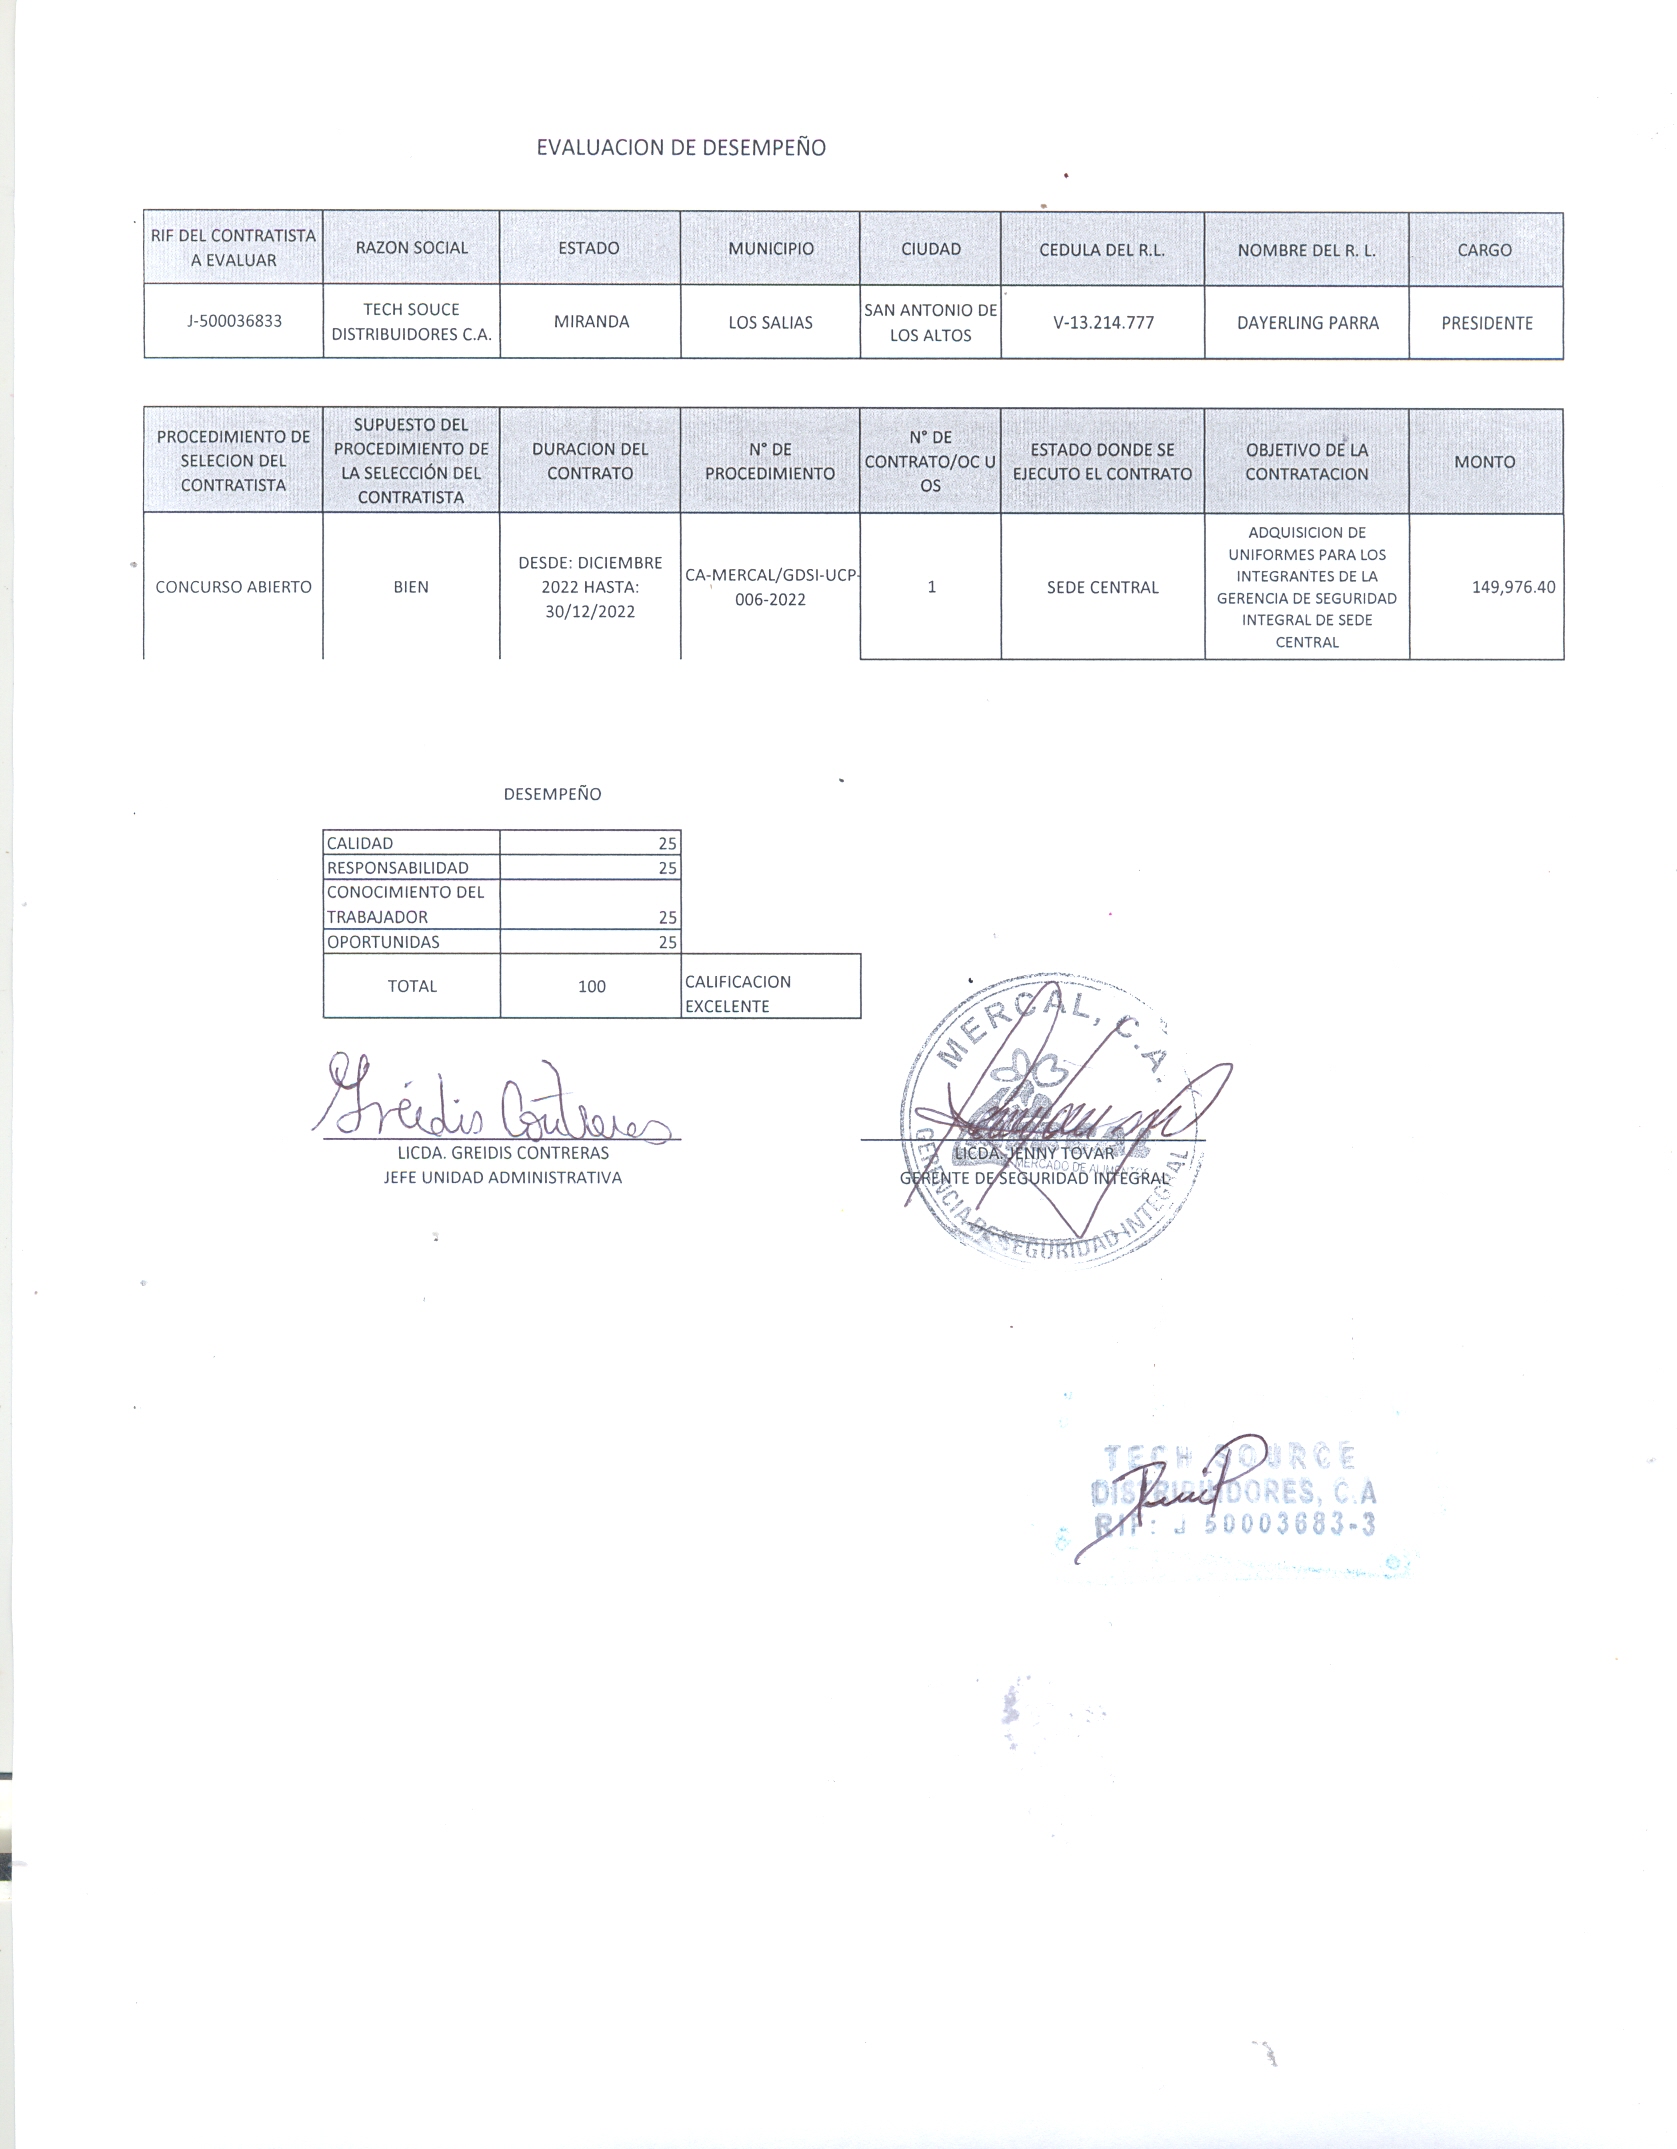 EVALUACION DE DESEMPEÑO
RIF DEL CONTRATISTA A EVALUAR
RAZON SOCIAL
ESTADO
MUNICIPIO
CIUDAD
CEDULA DEL R.L.
NOMBRE DEL R. L.
CARGO
J-500036833
TECH SOUCE
DISTRIBUIDORES C.A.
MIRANDA
LOS SALIAS
SAN ANTONIO DE
LOS ALTOS
V-13.214.777
DAYERLING PARRA
PRESIDENTE
PROCEDIMIENTO DE
SELECION DEL
CONTRATISTA
SUPUESTO DEL
PROCEDIMIENTO DE
LA SELECCIÓN DEL
CONTRATISTA
DURACION DEL
CONTRATO
N° DE
PROCEDIMIENTO
N° DE
CONTRATO/OC U
OS
ESTADO DONDE SE
EJECUTO EL CONTRATO
OBJETIVO DE LA
CONTRATACION
MONTO
CONCURSO ABIERTO
BIEN
DESDE: DICIEMBRE
2022 HASTA:
30/12/2022
CA-MERCAL/GDSI-UCP-
006-2022
1
SEDE CENTRAL
ADQUISICION DE
UNIFORMES PARA LOS
INTEGRANTES DE LA
GERENCIA DE SEGURIDAD
INTEGRAL DE SEDE
CENTRAL
149,976.40
DESEMPEÑO
CALIDAD 25
RESPONSABILIDAD 25
CONOCIMIENTO DEL
TRABAJADOR 25
OPORTUNIDAS 25
TOTAL 100
CALIFICACION
EXCELENTE
Greidis Contreras
LICDA. GREIDIS CONTRERAS
JEFE UNIDAD ADMINISTRATIVA
MERCAL, C.A.
LICDA. JENNY TOVAR
MERCADO DE ALIMENTOS
GERENTE DE SEGURIDAD INTEGRAL
GERENCIA DE SEGURIDAD INTEGRAL
TECH SOURCE
DISTRIBUIDORES, C.A
RIF: J 50003683-3